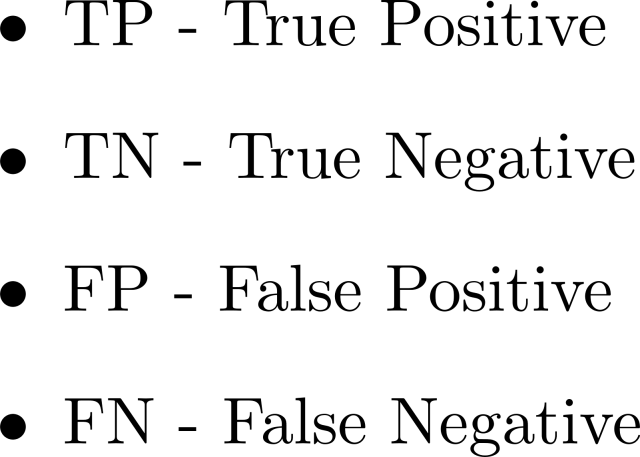 • TP - True Positive
• TN - True Negative
• FP - False Positive
• FN - False Negative